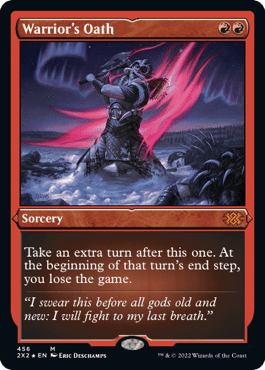 Warrior's Oath
Sorcery
Take an extra turn after this one. At
the beginning of that turn's end step,
you lose the game.
"I swear this before all gods old and
new: I will fight to my last breath."
456 M
2X2 ★ EN Eric Deschamps
™ & © 2022 Wizards of the Coast